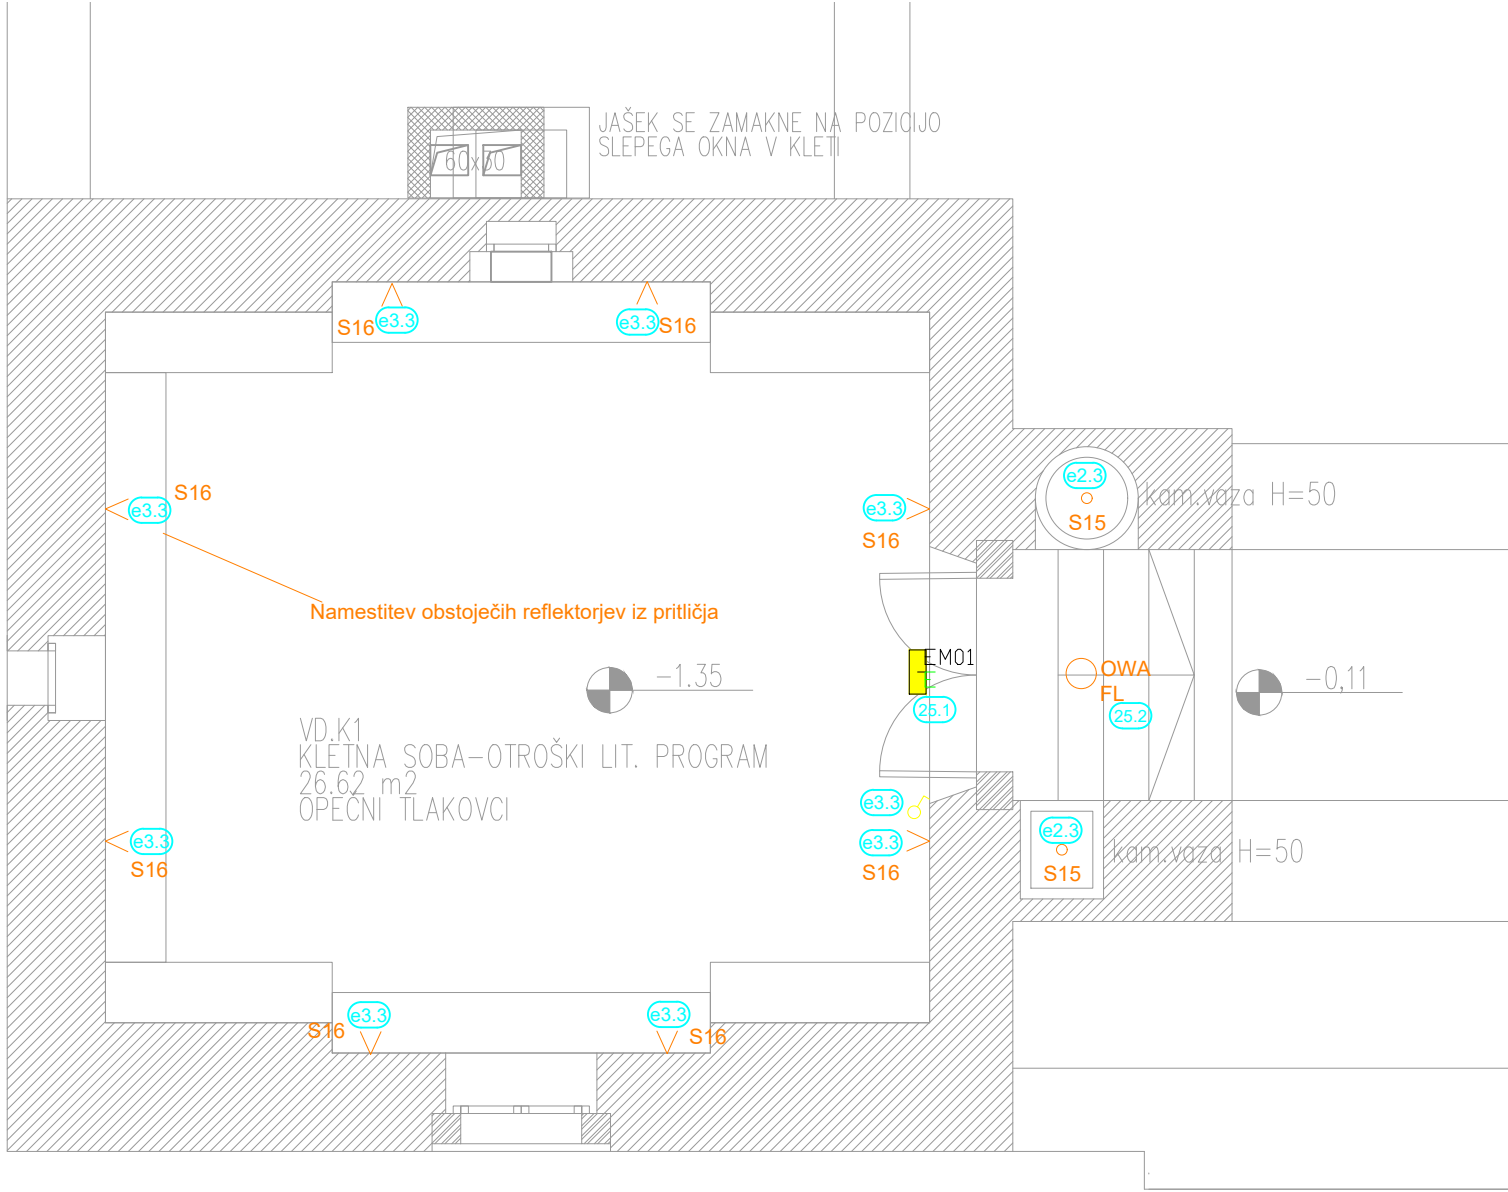 JAŠEK SE ZAMAKNE NA POZICIJO
SLEPEGA OKNA V KLETI
60x60
S16 e3.3
e3.3 S16
S16
e3.3
e3.3
S16
e2.3
S15
kam.vaza H=50
Namestitev obstoječih reflektorjev iz pritličja
EM01
-1.35
OWA
FL
-0,11
25.1
25.2
VD.K1
KLETNA SOBA-OTROŠKI LIT. PROGRAM
26.62 m2
OPEČNI TLAKOVCI
e3.3
e3.3
S16
e3.3
S16
e2.3
S15
kam.vaza H=50
S16 e3.3
e3.3 S16